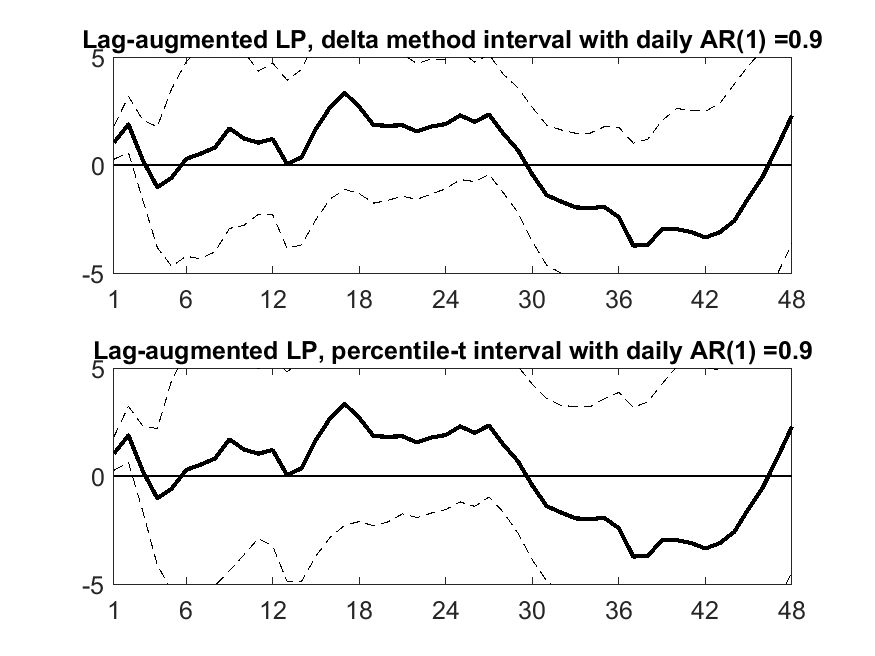 Lag-augmented LP, delta method interval with daily AR(1) =0.9
5
0
-5
1 6 12 18 24 30 36 42 48
Lag-augmented LP, percentile-t interval with daily AR(1) =0.9
5
0
-5
1 6 12 18 24 30 36 42 48